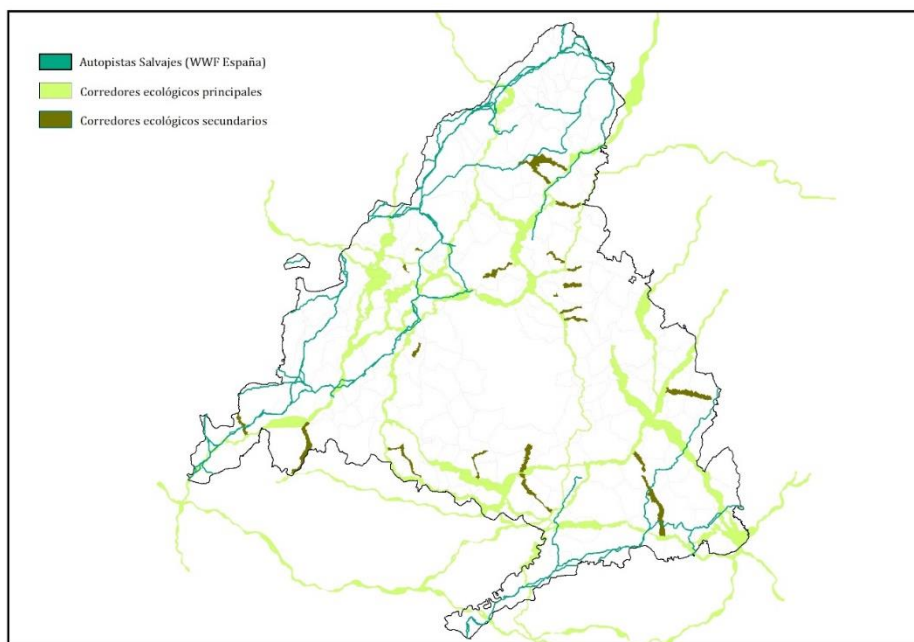 Autopistas Salvajes (WWF España)
Corredores ecológicos principales
Corredores ecológicos secundarios